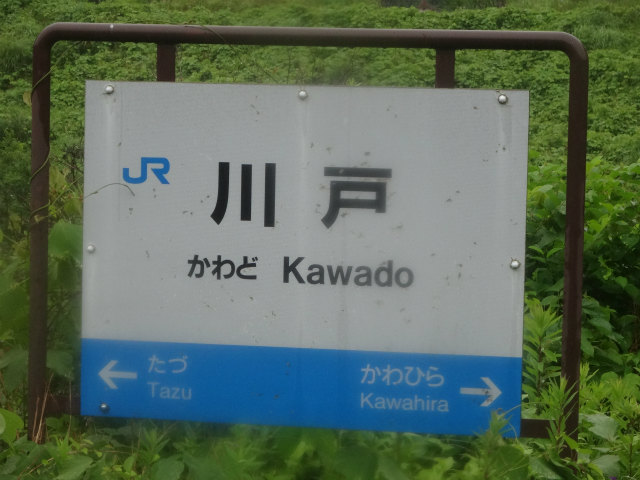 JR 川戸
かわど Kawado
← たづ
Tazu
かわひら →
Kawahira